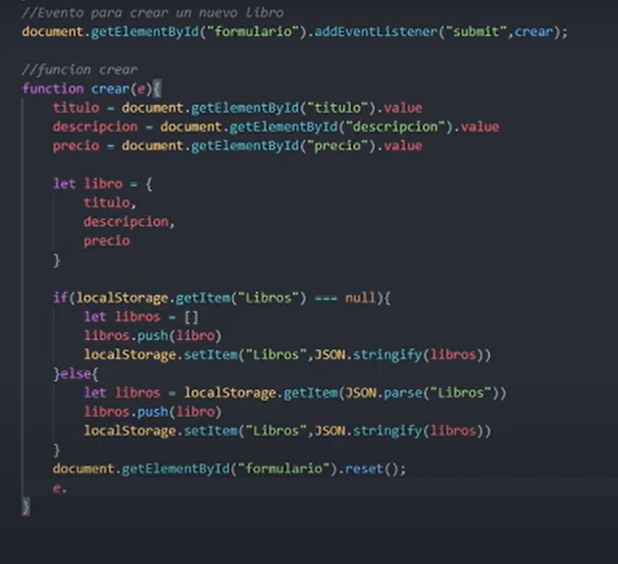 //Evento para crear un nuevo libro
document.getElementById("formulario").addEventListener("submit",crear);
//funcion crear
function crear(e){
titulo = document.getElementById("titulo").value
descripcion = document.getElementById("descripcion").value
precio = document.getElementById("precio").value
let libro = {
titulo,
descripcion,
precio
}
if(localStorage.getItem("Libros") === null){
let libros = []
libros.push(libro)
localStorage.setItem("Libros",JSON.stringify(libros))
}else{
let libros = localStorage.getItem(JSON.parse("Libros"))
libros.push(libro)
localStorage.setItem("Libros",JSON.stringify(libros))
}
document.getElementById("formulario").reset();
e.
}